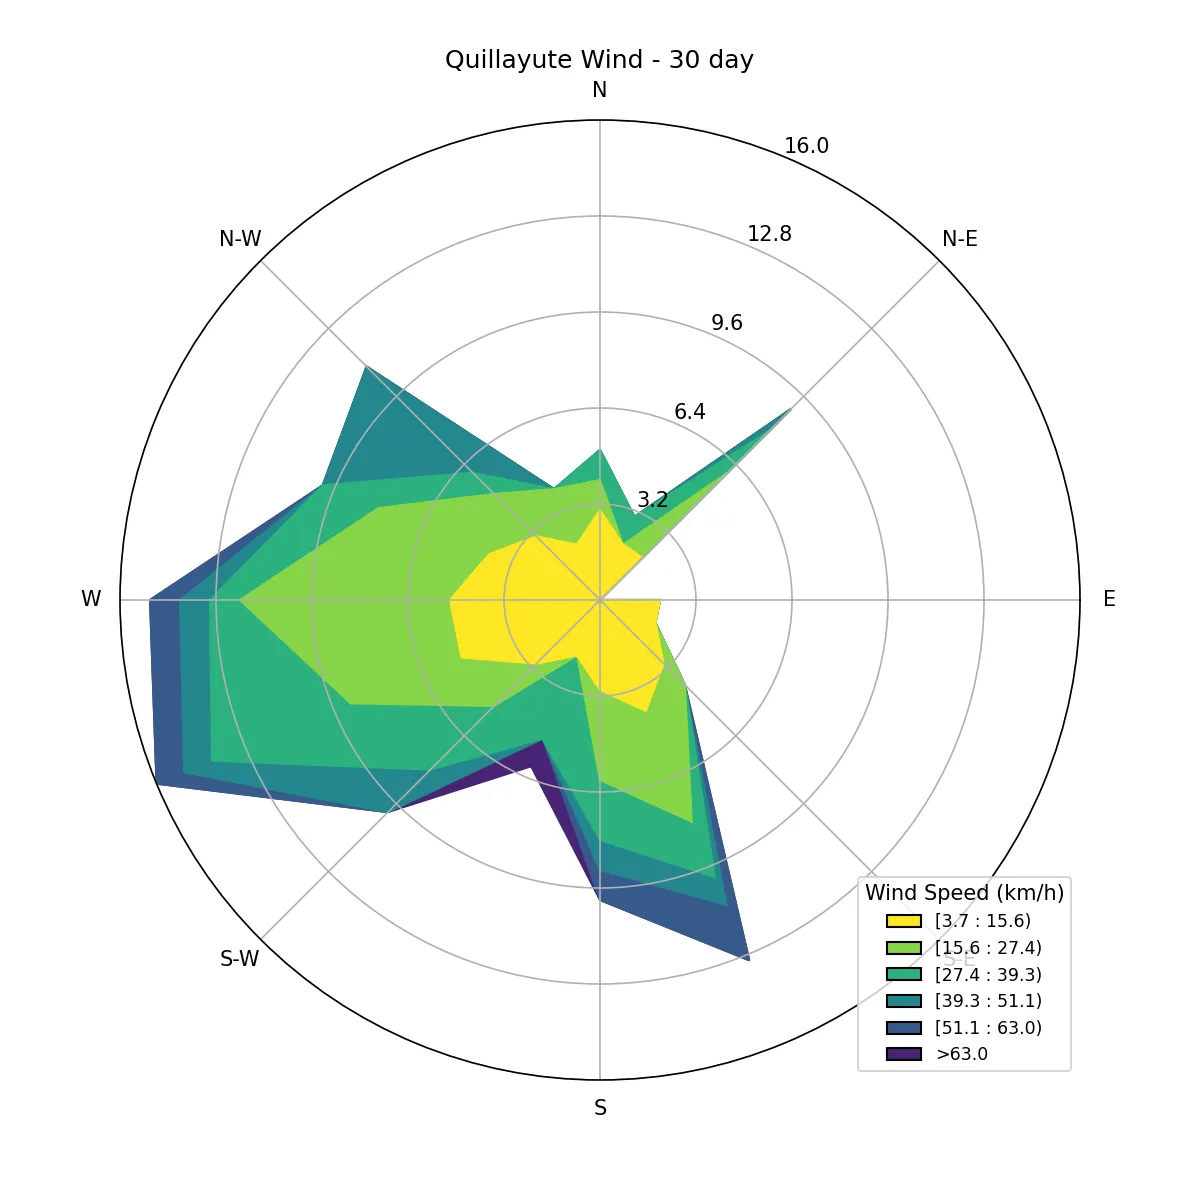 Quillayute Wind - 30 day
N
16.0
12.8
N-W
N-E
9.6
6.4
3.2
W
E
S-W
S-E
Wind Speed (km/h)
[3.7 : 15.6)
[15.6 : 27.4)
[27.4 : 39.3)
[39.3 : 51.1)
[51.1 : 63.0)
>63.0
S